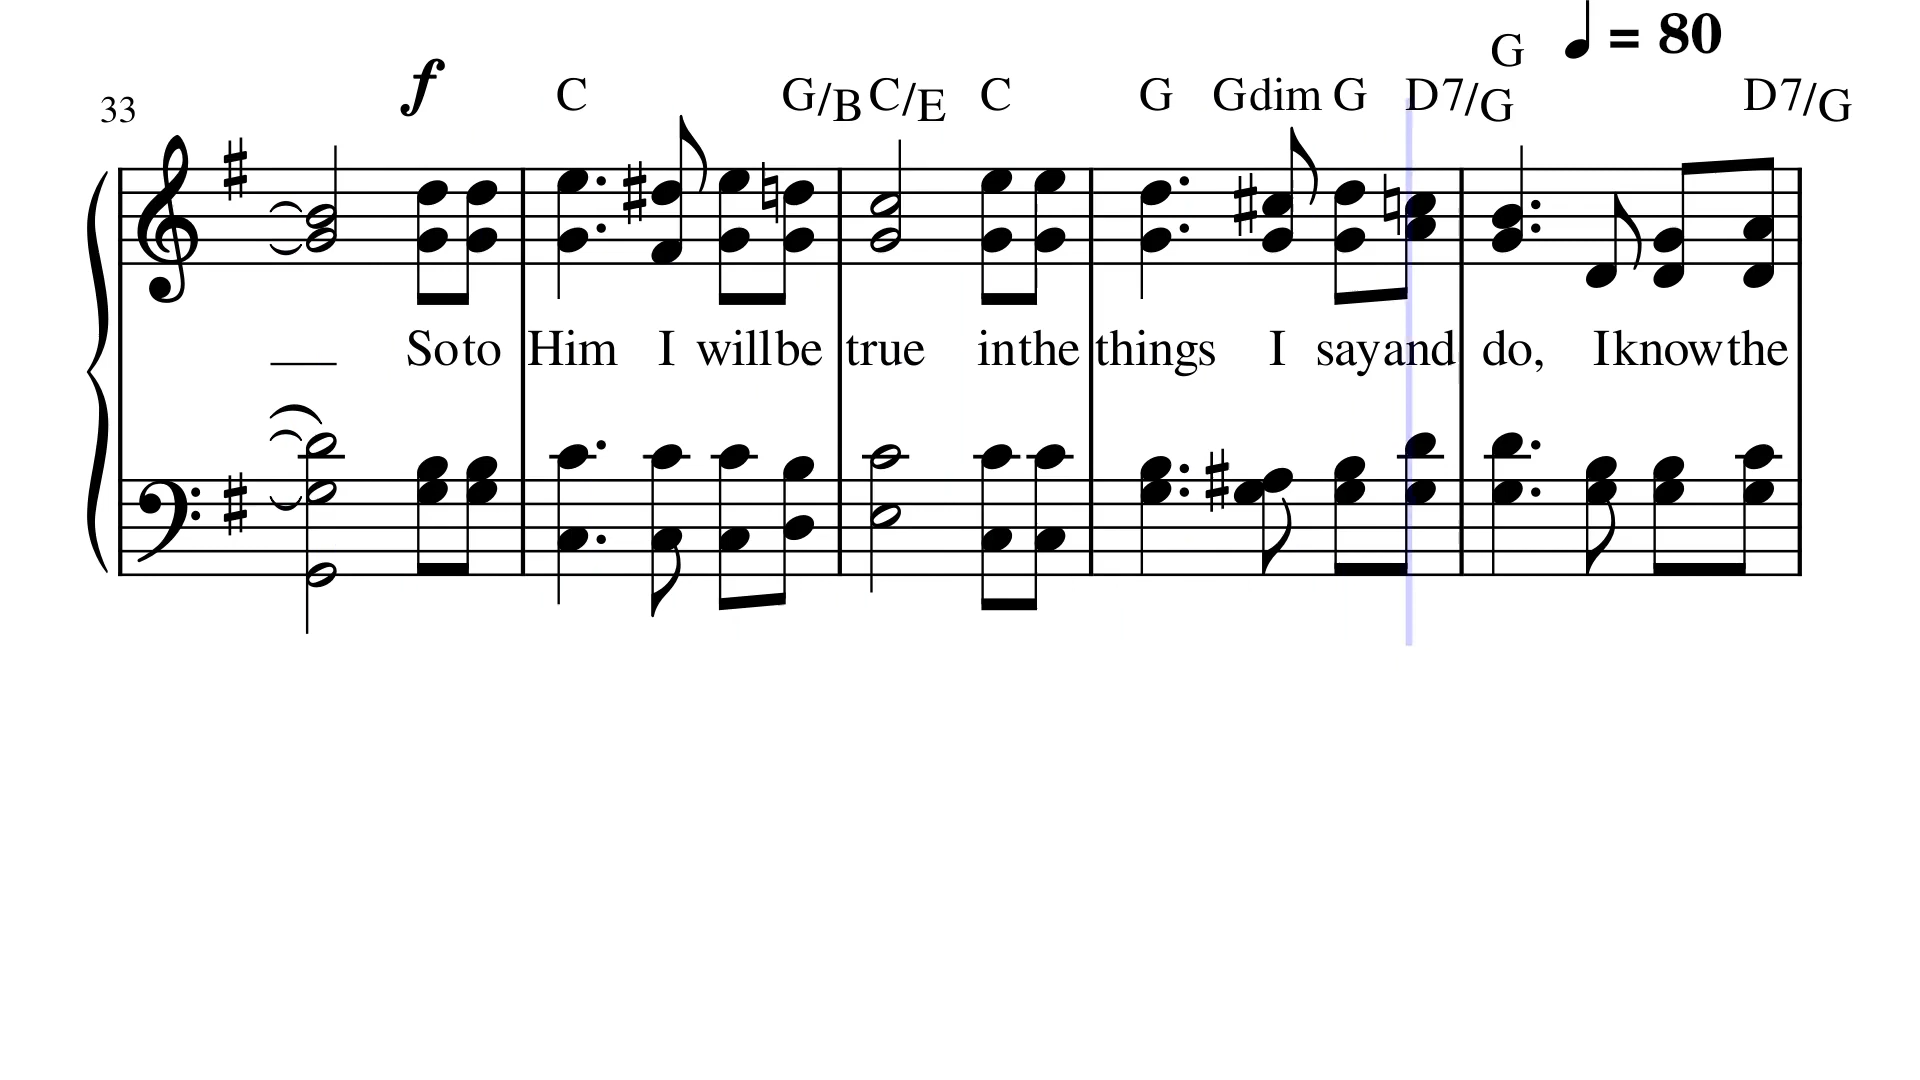 G = 80
33 f C G/B C/E C G Gdim G D7/G D7/G
So to Him I will be true in the things I say and do, I know the